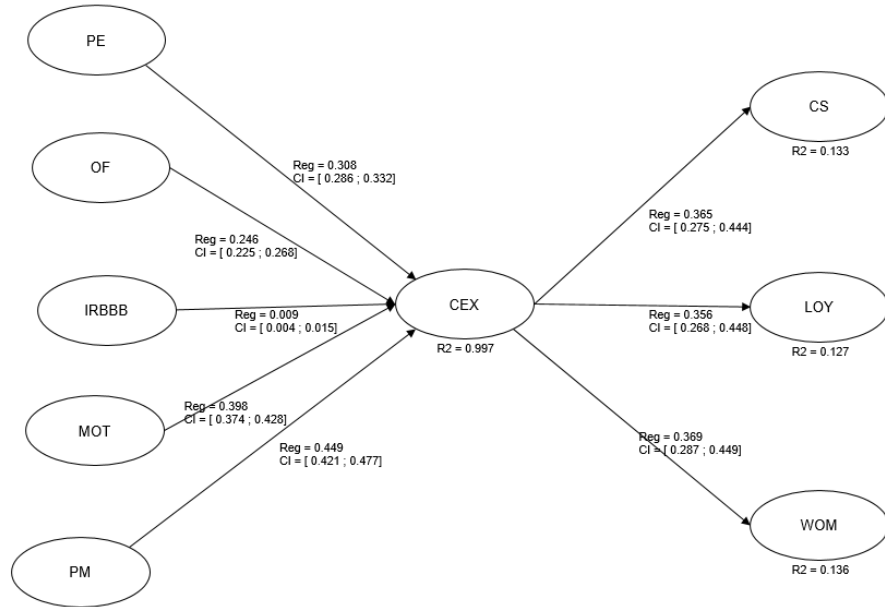 PE
CS
R2 = 0.133
OF
Reg = 0.308
CI = [ 0.286 ; 0.332]
Reg = 0.365
CI = [ 0.275 ; 0.444]
Reg = 0.246
CI = [ 0.225 ; 0.268]
IRBBB
Reg = 0.009
CI = [ 0.004 ; 0.015]
CEX
R2 = 0.997
Reg = 0.356
CI = [ 0.268 ; 0.448]
LOY
R2 = 0.127
MOT
Reg = 0.398
CI = [ 0.374 ; 0.428]
Reg = 0.449
CI = [ 0.421 ; 0.477]
Reg = 0.369
CI = [ 0.287 ; 0.449]
PM
WOM
R2 = 0.136